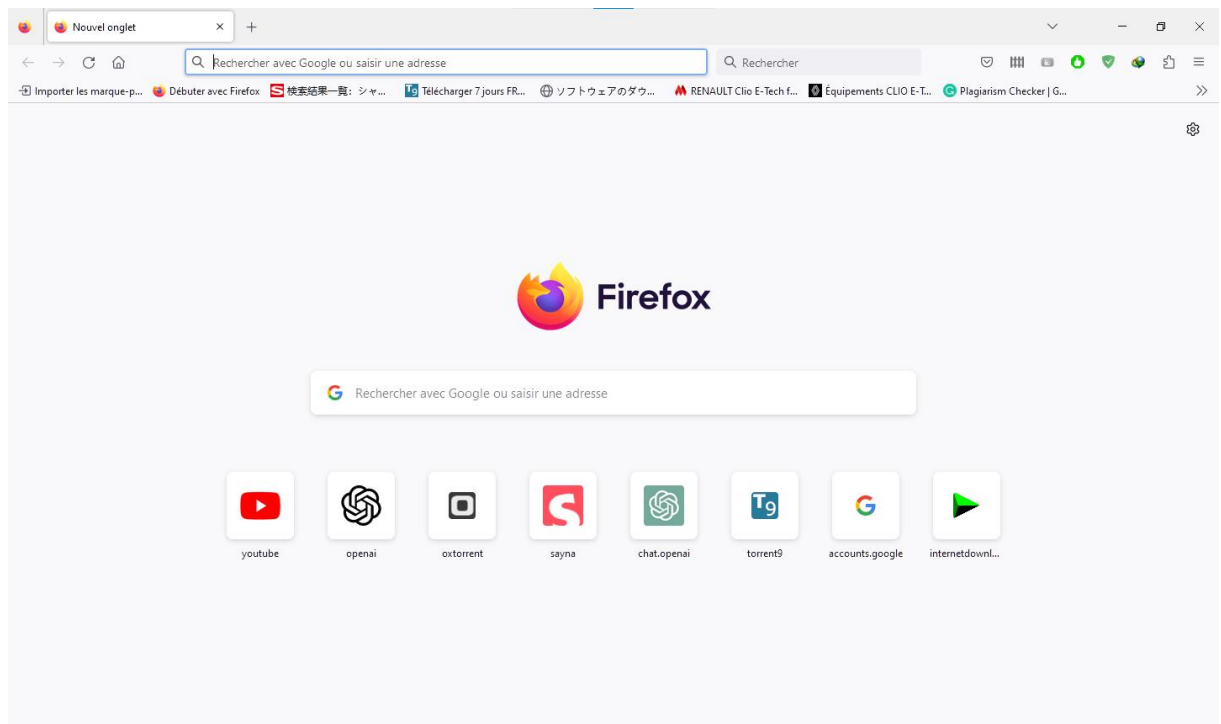 Nouvel onglet
Rechercher avec Google ou saisir une adresse
Rechercher
Importer les marque-p...
Débuter avec Firefox
検索結果一覧：シャ...
Télécharger 7 jours FR...
ソフトウェアのダウ...
RENAULT Clio E-Tech f...
Équipements CLIO E-T...
Plagiarism Checker | G...
Firefox
Rechercher avec Google ou saisir une adresse
youtube
openai
oxtorrent
sayna
chat.openai
torrent9
accounts.google
internetdownl...